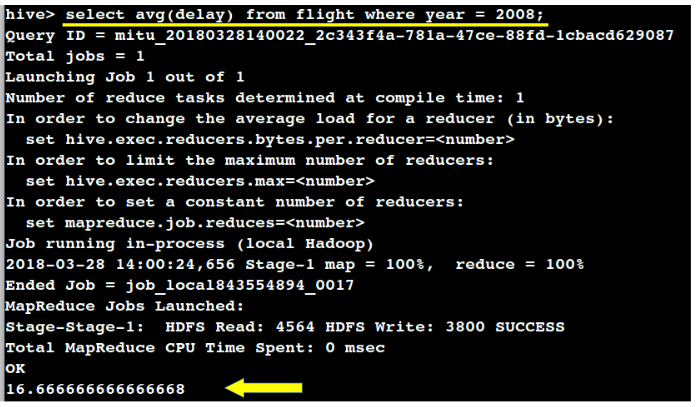 hive> select avg(delay) from flight where year = 2008;
Query ID = mitu_20180328140022_2c343f4a-781a-47ce-88fd-1cbacd629087
Total jobs = 1
Launching Job 1 out of 1
Number of reduce tasks determined at compile time: 1
In order to change the average load for a reducer (in bytes):
  set hive.exec.reducers.bytes.per.reducer=<number>
In order to limit the maximum number of reducers:
  set hive.exec.reducers.max=<number>
In order to set a constant number of reducers:
  set mapreduce.job.reduces=<number>
Job running in-process (local Hadoop)
2018-03-28 14:00:24,656 Stage-1 map = 100%,  reduce = 100%
Ended Job = job_local843554894_0017
MapReduce Jobs Launched:
Stage-Stage-1:  HDFS Read: 4564 HDFS Write: 3800 SUCCESS
Total MapReduce CPU Time Spent: 0 msec
OK
16.666666666666668